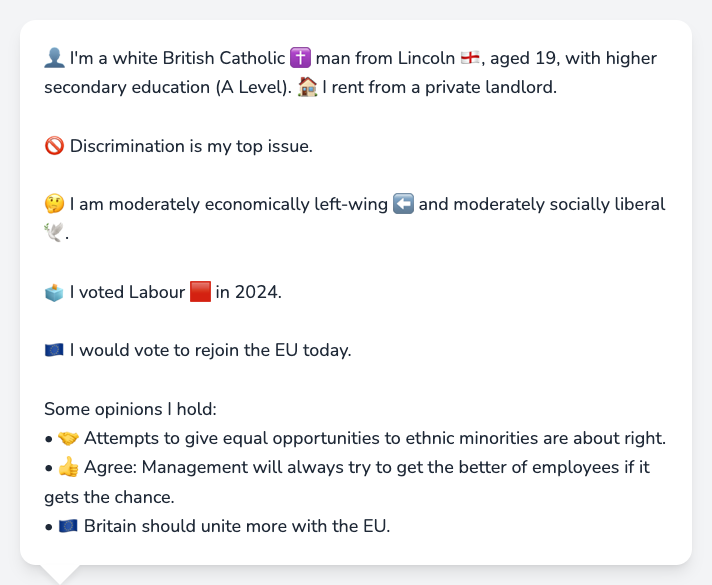 👤 I'm a white British Catholic ✝️ man from Lincoln 🏴󠁧󠁢󠁥󠁮󠁧󠁿, aged 19, with higher
secondary education (A Level). 🏠 I rent from a private landlord.
🚫 Discrimination is my top issue.
🤔 I am moderately economically left-wing ⬅️ and moderately socially liberal
🕊️.
🗳️ I voted Labour 🟥 in 2024.
🇪🇺 I would vote to rejoin the EU today.
Some opinions I hold:
• 🤝 Attempts to give equal opportunities to ethnic minorities are about right.
• 👍 Agree: Management will always try to get the better of employees if it
gets the chance.
• 🇪🇺 Britain should unite more with the EU.